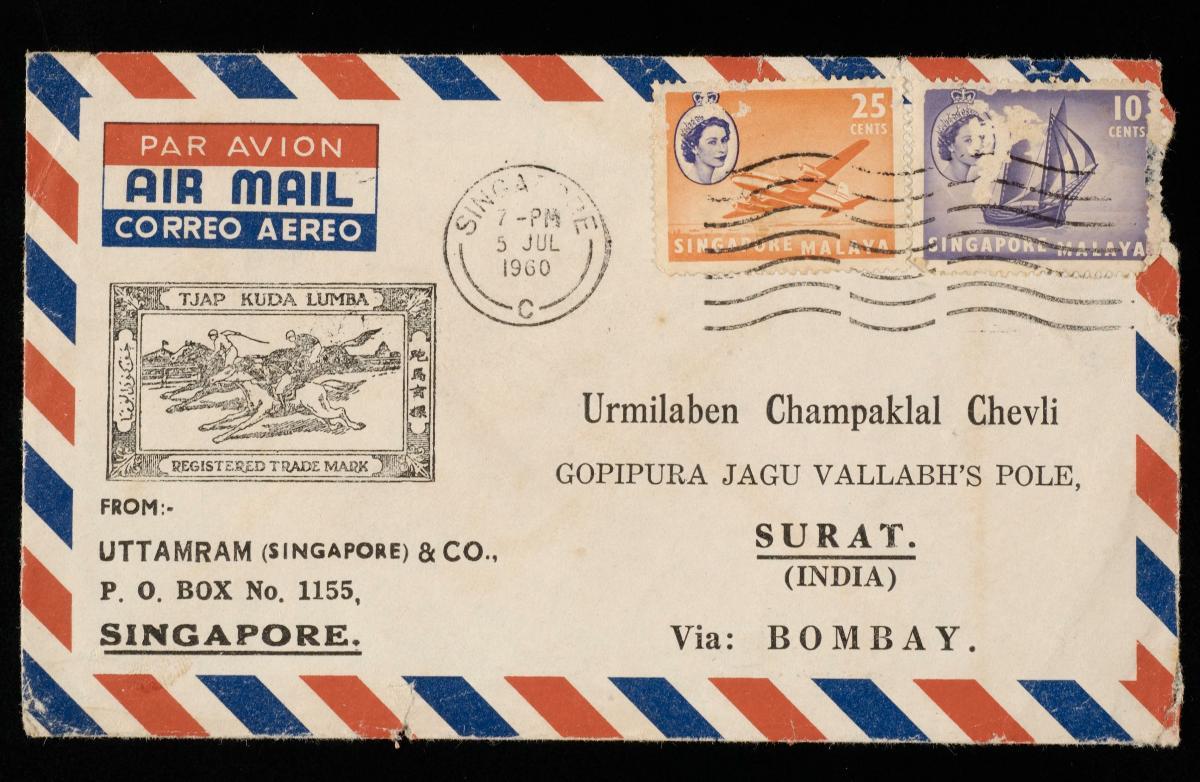 PAR AVION
AIR MAIL
CORREO AEREO
SINGAPORE
7-PM
5 JUL
1960
C
25
CENTS
SINGAPORE MALAYA
10
CENTS
SINGAPORE MALAYA
TJAP KUDA LUMBA
REGISTERED TRADE MARK
FROM:-
UTTAMRAM (SINGAPORE) & CO.,
P. O. BOX No. 1155,
SINGAPORE.
Urmilaben Champaklal Chevli
GOPIPURA JAGU VALLABH'S POLE,
SURAT.
(INDIA)
Via: BOMBAY.